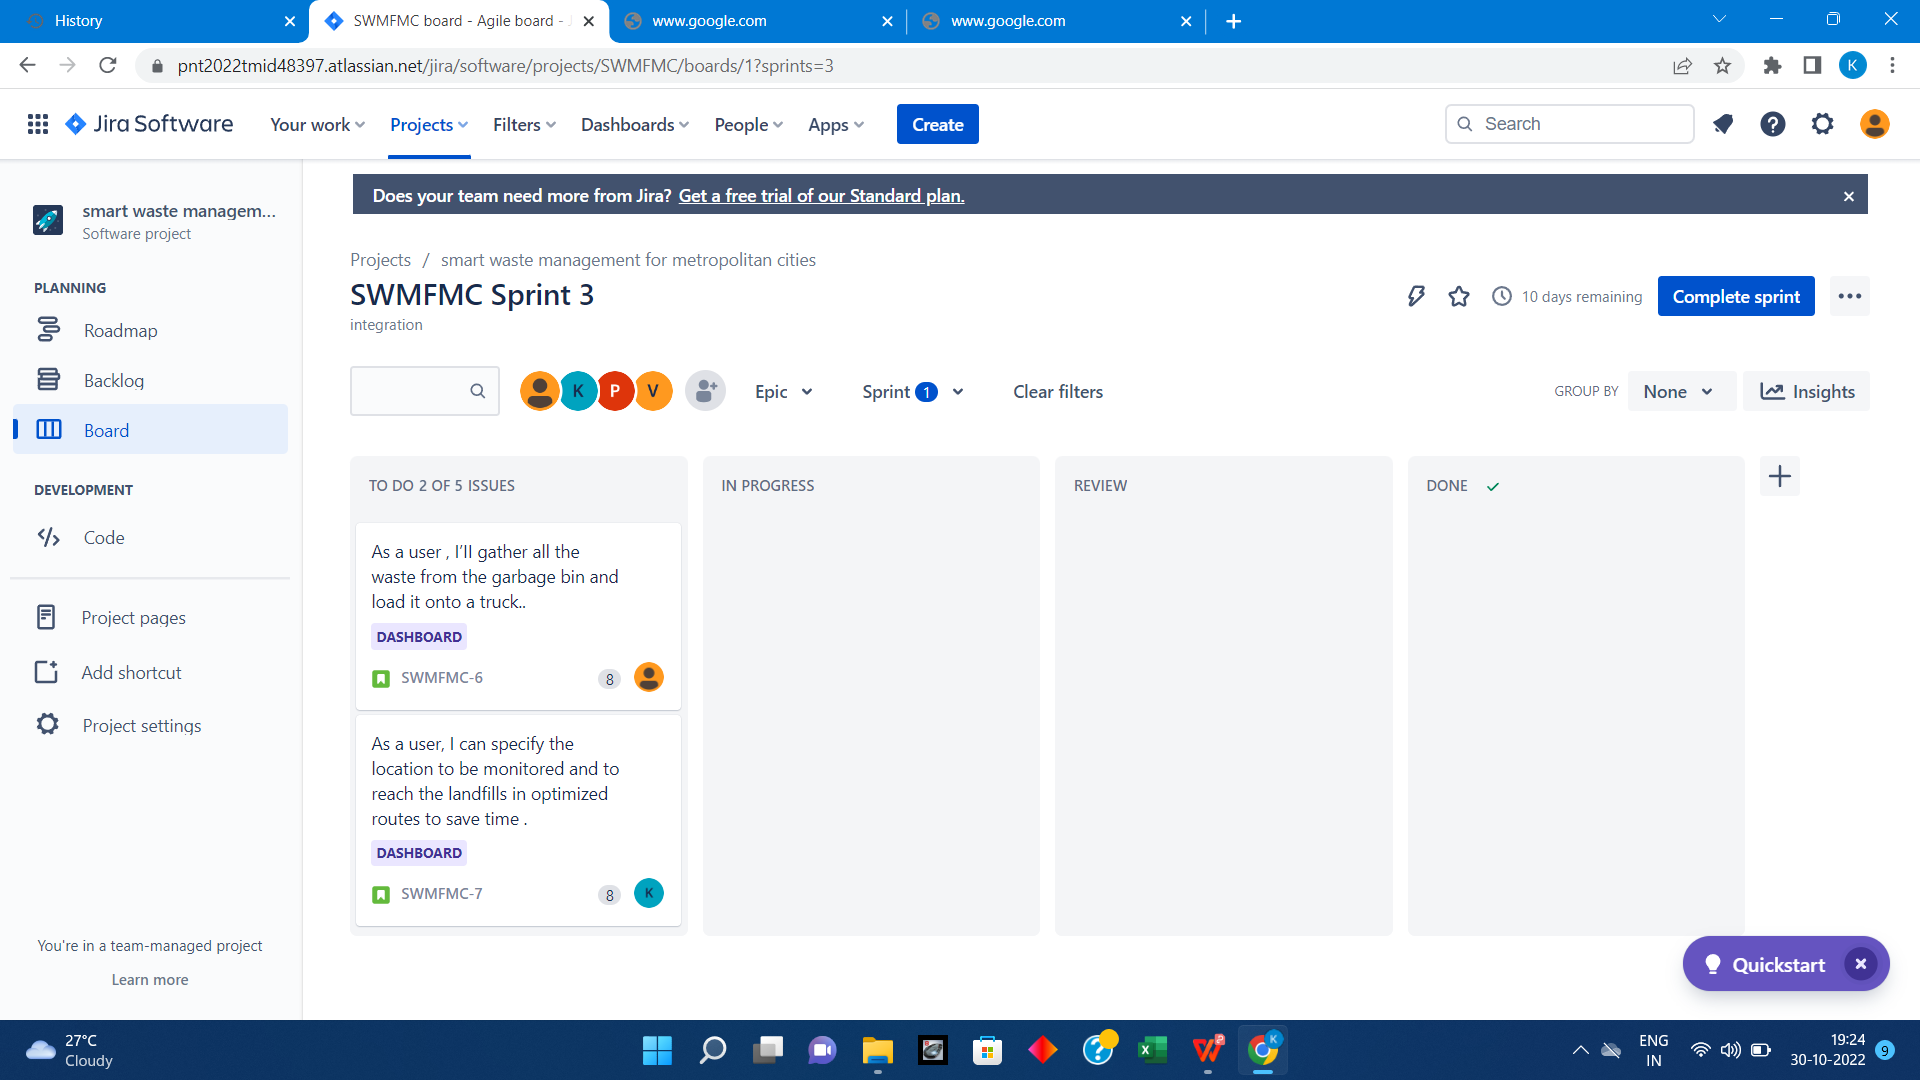 History
SWMFMC board - Agile board - J
www.google.com
www.google.com
pnt2022tmid48397.atlassian.net/jira/software/projects/SWMFMC/boards/1?sprints=3
K
Jira Software
Your work
Projects
Filters
Dashboards
People
Apps
Create
Search
smart waste managem...
Software project
PLANNING
Roadmap
Backlog
Board
DEVELOPMENT
Code
Project pages
Add shortcut
Project settings
You're in a team-managed project
Learn more
Does your team need more from Jira? Get a free trial of our Standard plan.
Projects / smart waste management for metropolitan cities
SWMFMC Sprint 3
integration
10 days remaining
Complete sprint
K
P
V
Epic
Sprint 1
Clear filters
GROUP BY
None
Insights
TO DO 2 OF 5 ISSUES
As a user , I’II gather all the
waste from the garbage bin and
load it onto a truck..
DASHBOARD
SWMFMC-6
8
As a user, I can specify the
location to be monitored and to
reach the landfills in optimized
routes to save time .
DASHBOARD
SWMFMC-7
8
K
IN PROGRESS
REVIEW
DONE
Quickstart
27°C
Cloudy
K
ENG
IN
19:24
30-10-2022
9